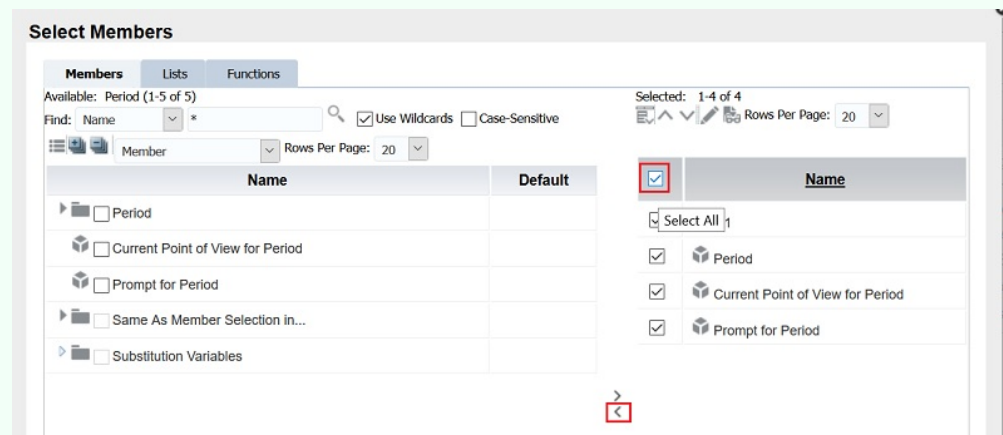 Select Members
Members Lists Functions
Available: Period (1-5 of 5)
Find: Name * Use Wildcards Case-Sensitive
Member Rows Per Page: 20
Name Default
Period
Current Point of View for Period
Prompt for Period
Same As Member Selection in...
Substitution Variables
Selected: 1-4 of 4
Rows Per Page: 20
Name
Select All 1
Period
Current Point of View for Period
Prompt for Period